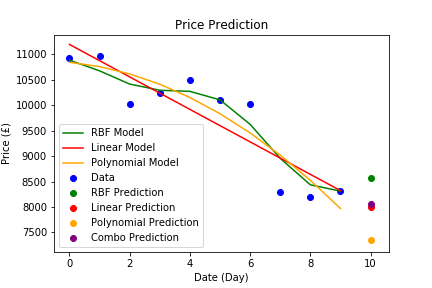 Price Prediction
11000
10500
10000
9500
9000
8500
8000
7500
Price (£)
RBF Model
Linear Model
Polynomial Model
Data
RBF Prediction
Linear Prediction
Polynomial Prediction
Combo Prediction
0 2 4 6 8 10
Date (Day)